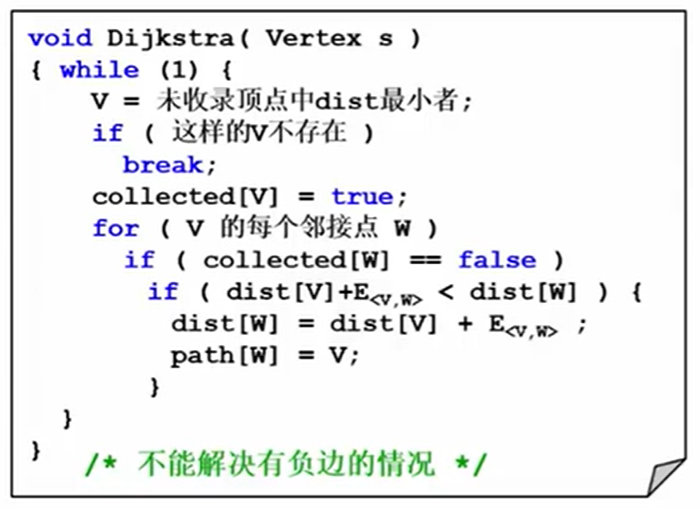 void Dijkstra( Vertex s )
{ while (1) {
V = 未收录顶点中dist最小者;
if ( 这样的V不存在 )
break;
collected[V] = true;
for ( V 的每个邻接点 W )
if ( collected[W] == false )
if ( dist[V]+E<V,W> < dist[W] ) {
dist[W] = dist[V] + E<V,W> ;
path[W] = V;
}
}
}
/* 不能解决有负边的情况 */